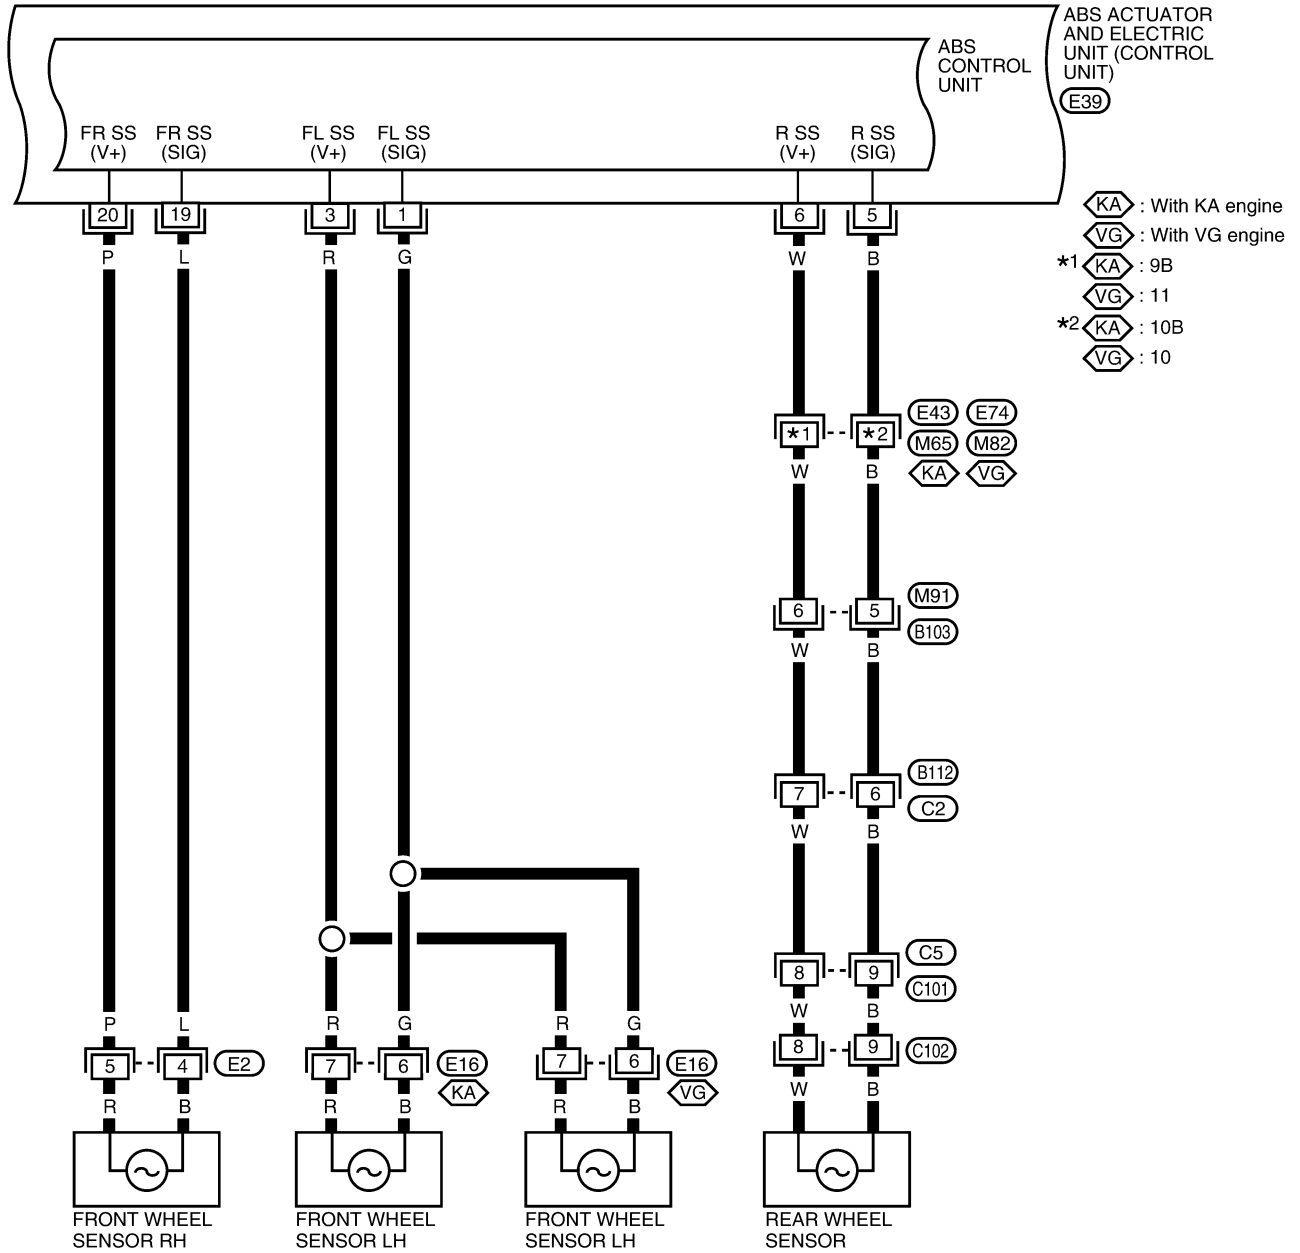 ABS ACTUATOR
AND ELECTRIC
UNIT (CONTROL
UNIT)
E39
ABS
CONTROL
UNIT
FR SS FR SS FL SS FL SS R SS R SS
(V+) (SIG) (V+) (SIG) (V+) (SIG)
20 19 3 1 6 5
P L R G W B
KA : With KA engine
VG : With VG engine
*1 KA : 9B
VG : 11
*2 KA : 10B
VG : 10
E43 E74
*1 *2 M65 M82
W B KA VG
M91
6 5
B103
W B
B112
7 6
C2
W B
C5
8 9
C101
W B
P L R G R G
8 9 C102
5 4 E2 7 6 E16 7 6 E16
KA VG
W B
R B R B R B
FRONT WHEEL
SENSOR RH
FRONT WHEEL
SENSOR LH
FRONT WHEEL
SENSOR LH
REAR WHEEL
SENSOR